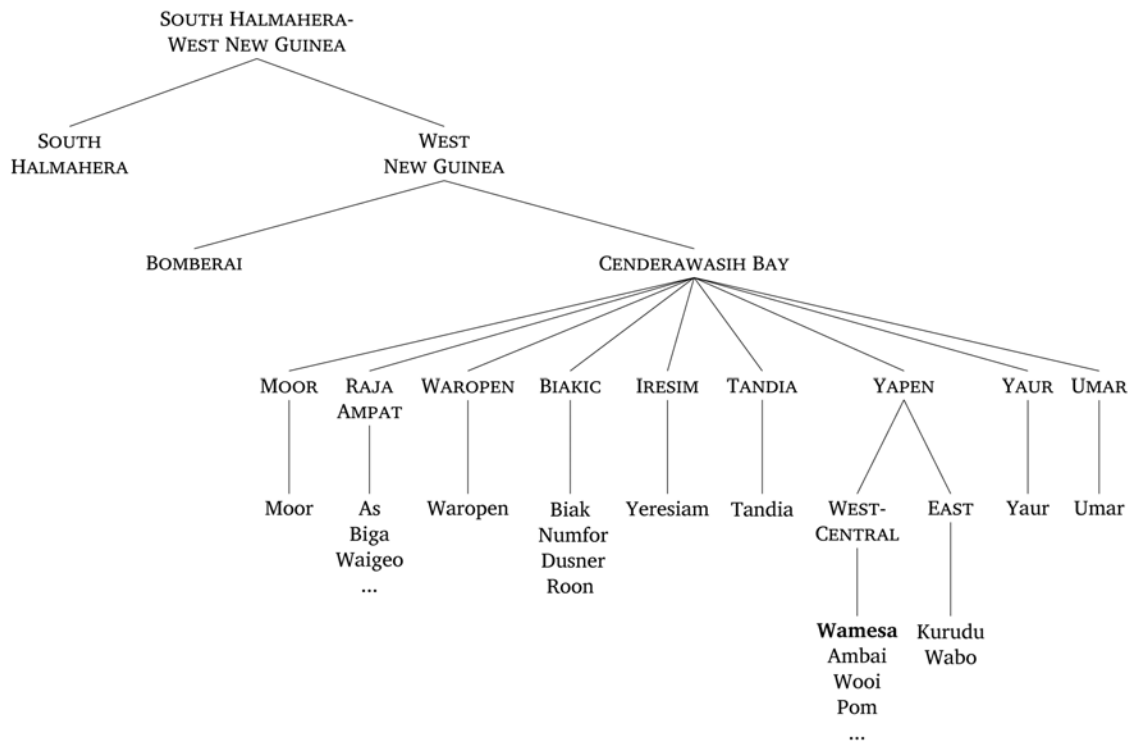 SOUTH HALMAHERA-
WEST NEW GUINEA
SOUTH
HALMAHERA
WEST
NEW GUINEA
BOMBERAI
CENDERAWASIH BAY
MOOR
RAJA
AMPAT
WAROPEN
BIAKIC
IRESIM
TANDIA
YAPEN
YAUR
UMAR
Moor
As
Biga
Waigeo
...
Waropen
Biak
Numfor
Dusner
Roon
Yeresiam
Tandia
WEST-
CENTRAL
EAST
Yaur
Umar
Wamesa
Ambai
Wooi
Pom
...
Kurudu
Wabo